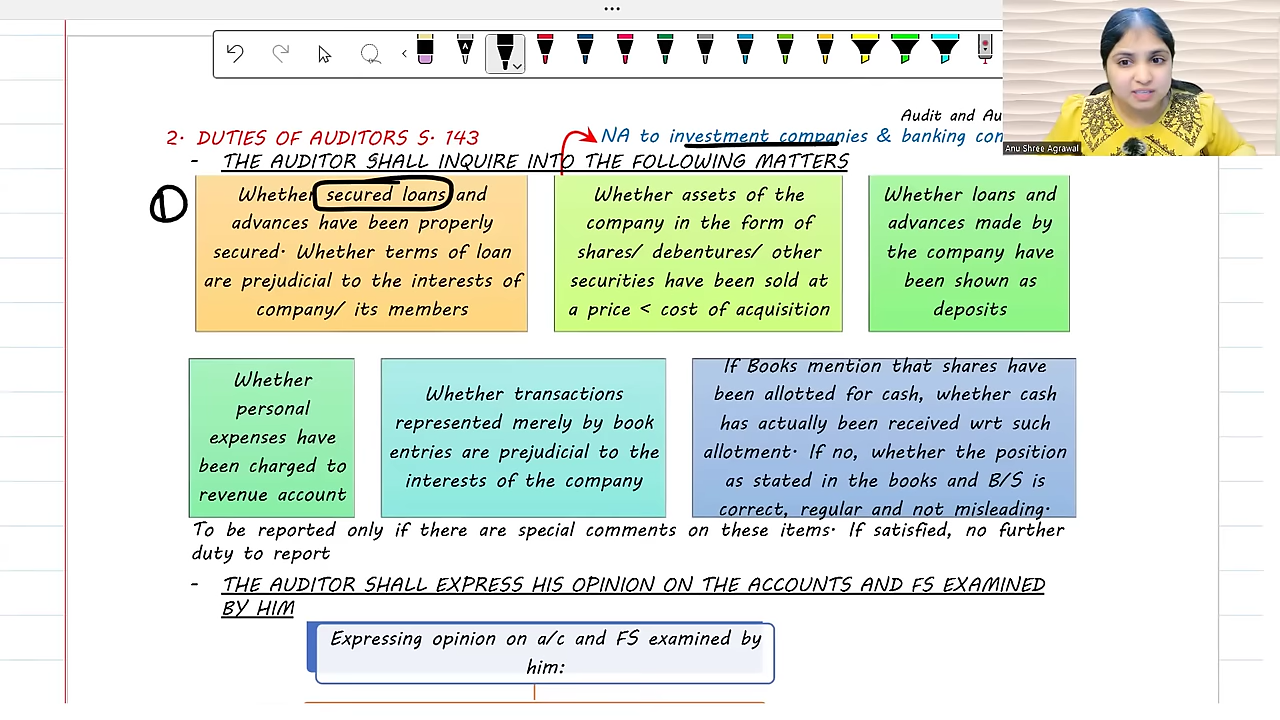 Audit and Au
2. DUTIES OF AUDITORS S. 143
NA to investment companies & banking con
Anu Shree Agrawal
- THE AUDITOR SHALL INQUIRE INTO THE FOLLOWING MATTERS
1
Whether secured loans and
advances have been properly
secured. Whether terms of loan
are prejudicial to the interests of
company/ its members
Whether assets of the
company in the form of
shares/ debentures/ other
securities have been sold at
a price < cost of acquisition
Whether loans and
advances made by
the company have
been shown as
deposits
Whether
personal
expenses have
been charged to
revenue account
Whether transactions
represented merely by book
entries are prejudicial to the
interests of the company
If Books mention that shares have
been allotted for cash, whether cash
has actually been received wrt such
allotment. If no, whether the position
as stated in the books and B/S is
correct, regular and not misleading.
To be reported only if there are special comments on these items. If satisfied, no further
duty to report
- THE AUDITOR SHALL EXPRESS HIS OPINION ON THE ACCOUNTS AND FS EXAMINED
BY HIM
Expressing opinion on a/c and FS examined by
him: